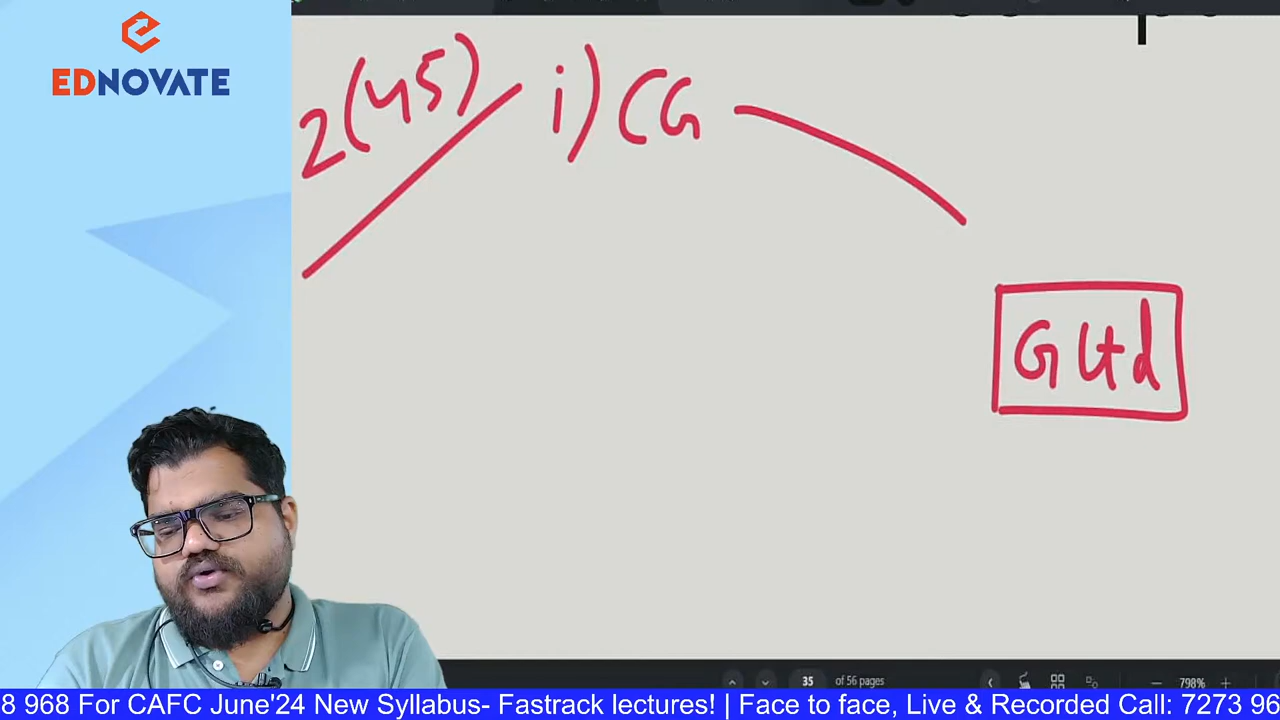 EDNOVATE
2(45) i) CG
G Ltd
35 of 56 pages
798%
8 968 For CAFC June'24 New Syllabus- Fastrack lectures! | Face to face, Live & Recorded Call: 7273 96